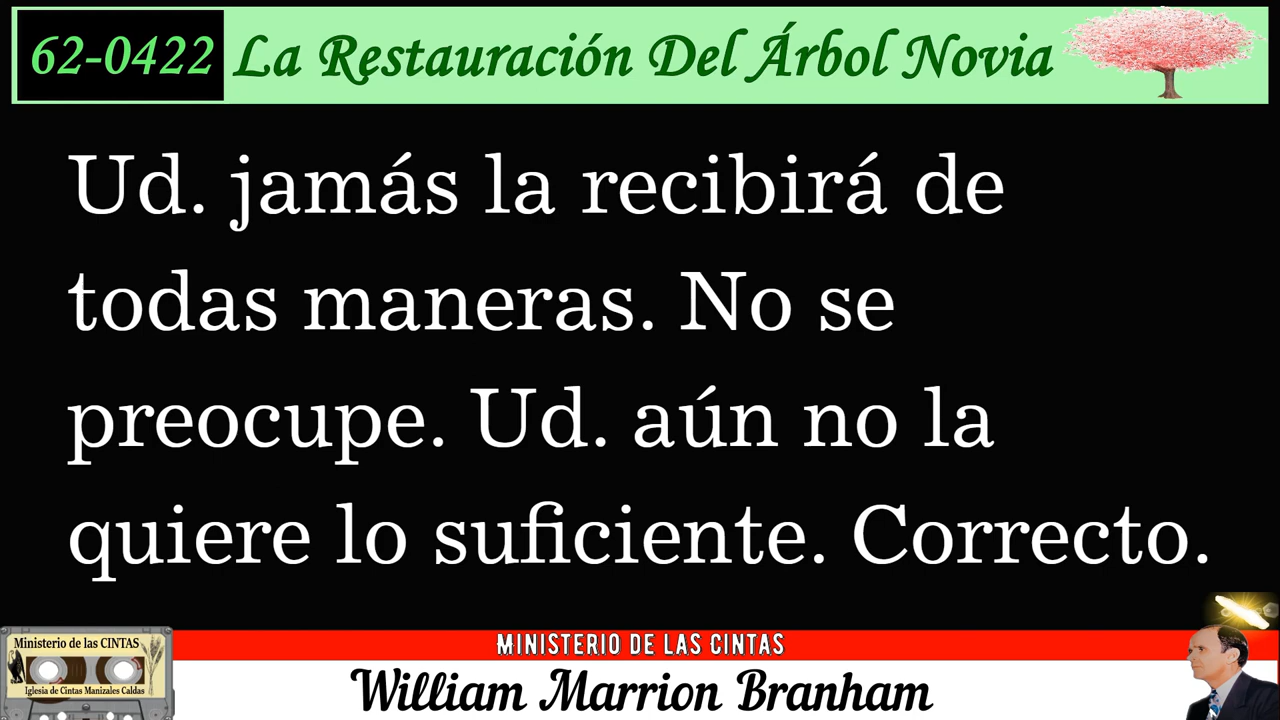 62-0422 La Restauración Del Árbol Novia
Ud. jamás la recibirá de
todas maneras. No se
preocupe. Ud. aún no la
quiere lo suficiente. Correcto.
Ministerio de las CINTAS
Iglesia de Cintas Manizales Caldas
MINISTERIO DE LAS CINTAS
William Marrion Branham